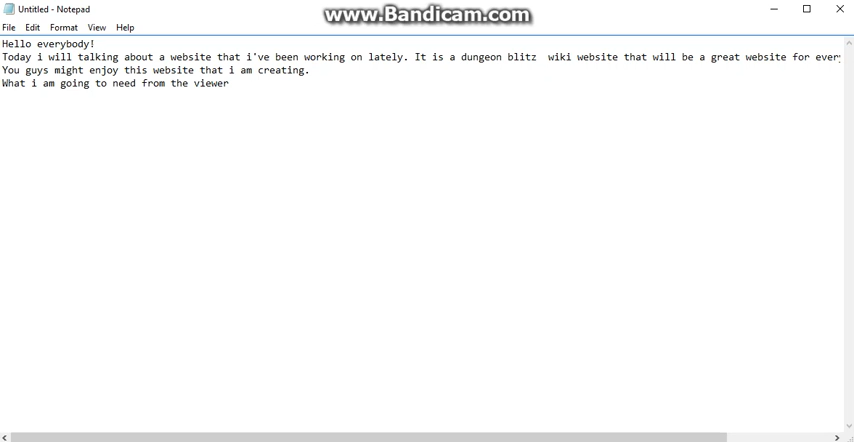 Untitled - Notepad
www.Bandicam.com
File Edit Format View Help
Hello everybody!
Today i will talking about a website that i've been working on lately. It is a dungeon blitz  wiki website that will be a great website for
You guys might enjoy this website that i am creating.
What i am going to need from the viewer